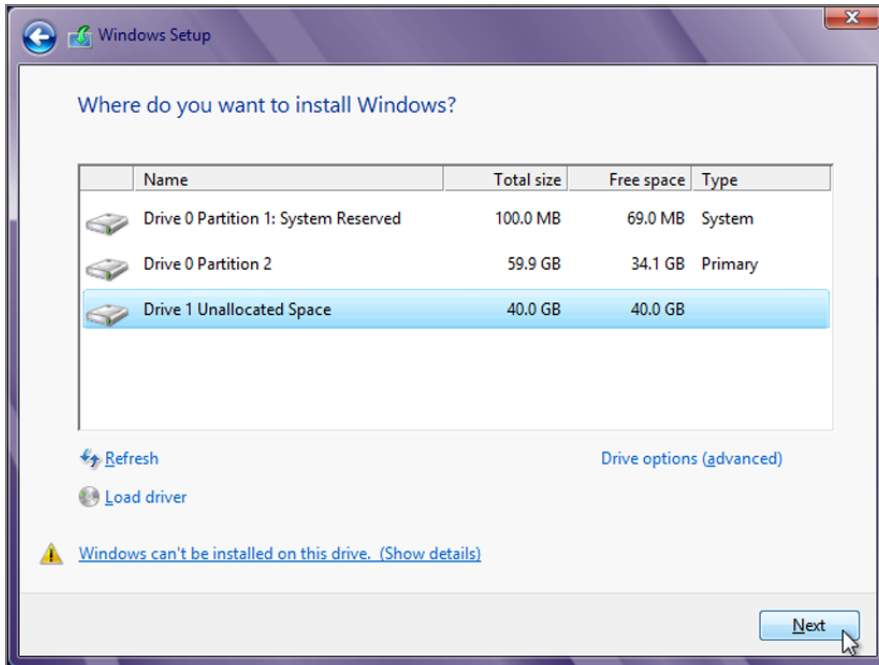 Windows Setup
Where do you want to install Windows?
Name Total size Free space Type
Drive 0 Partition 1: System Reserved 100.0 MB 69.0 MB System
Drive 0 Partition 2 59.9 GB 34.1 GB Primary
Drive 1 Unallocated Space 40.0 GB 40.0 GB
Refresh Drive options (advanced)
Load driver
Windows can't be installed on this drive. (Show details)
Next